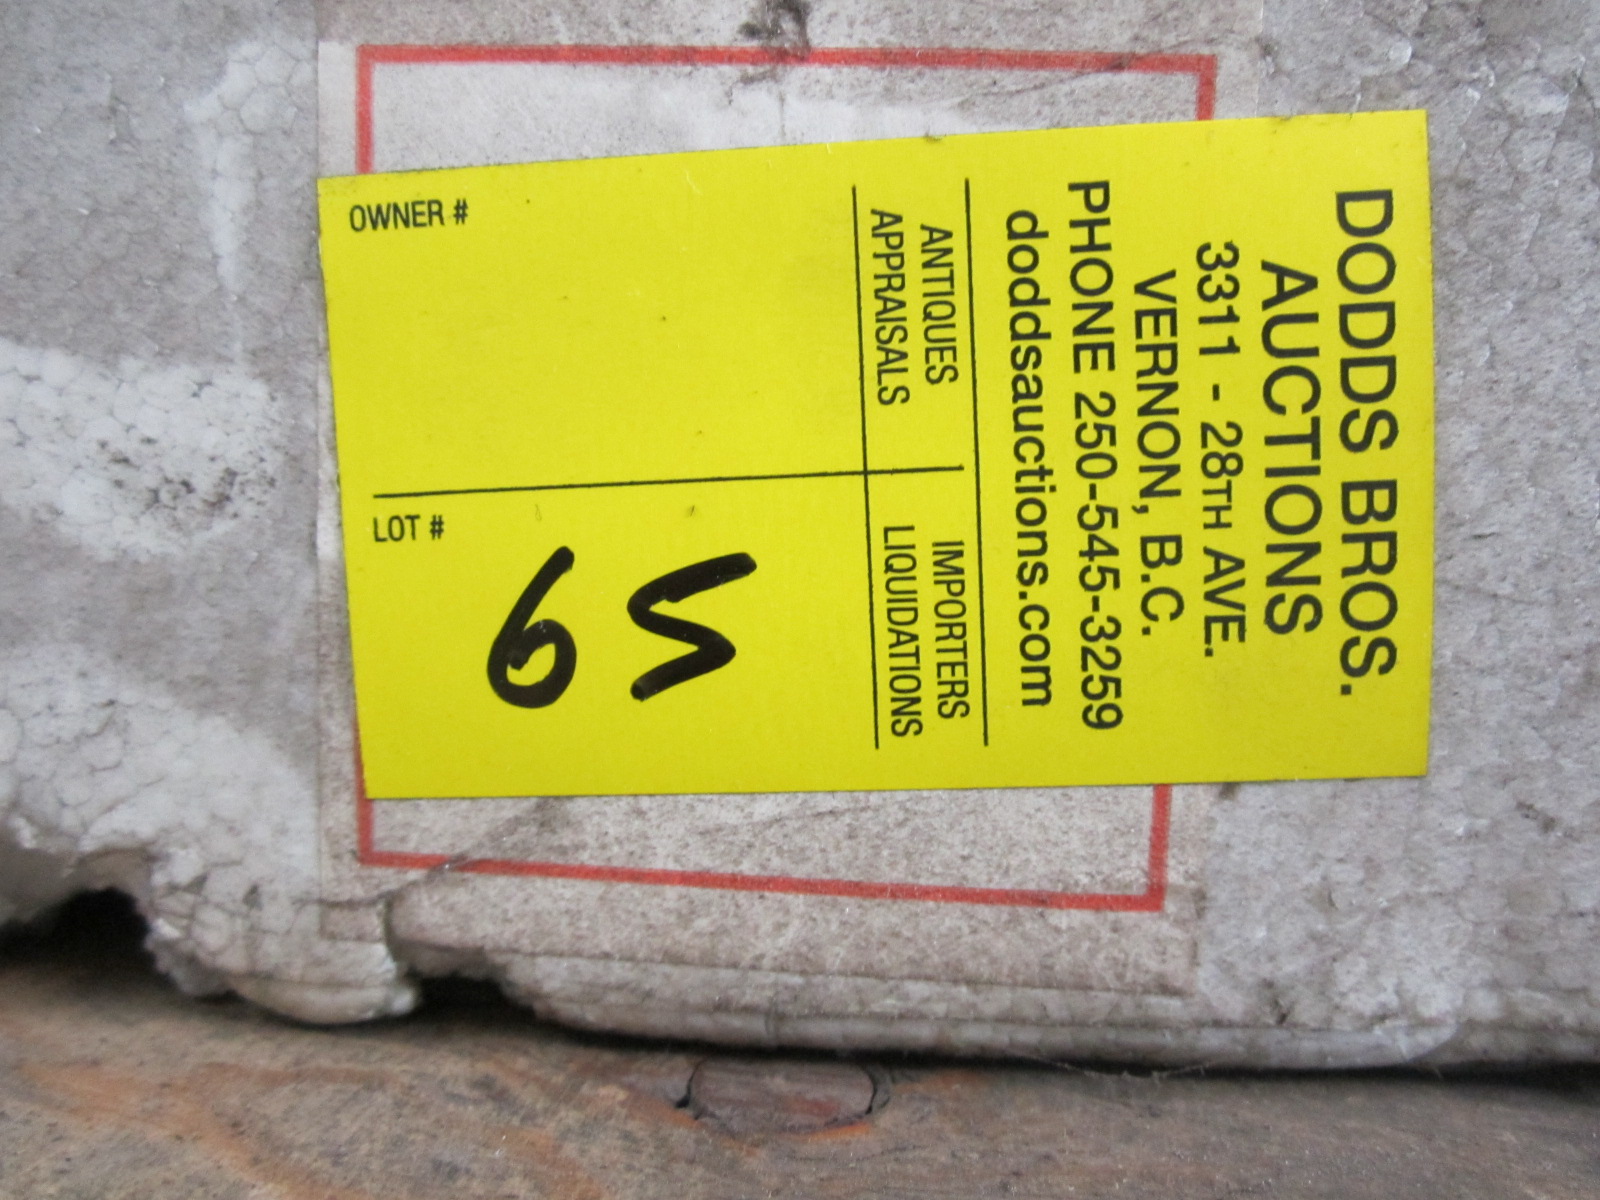 DODDS BROS.
AUCTIONS
3311 - 28TH AVE.
VERNON, B.C.
PHONE 250-545-3259
doddsauctions.com
ANTIQUES
APPRAISALS
IMPORTERS
LIQUIDATIONS
OWNER #
LOT #
65